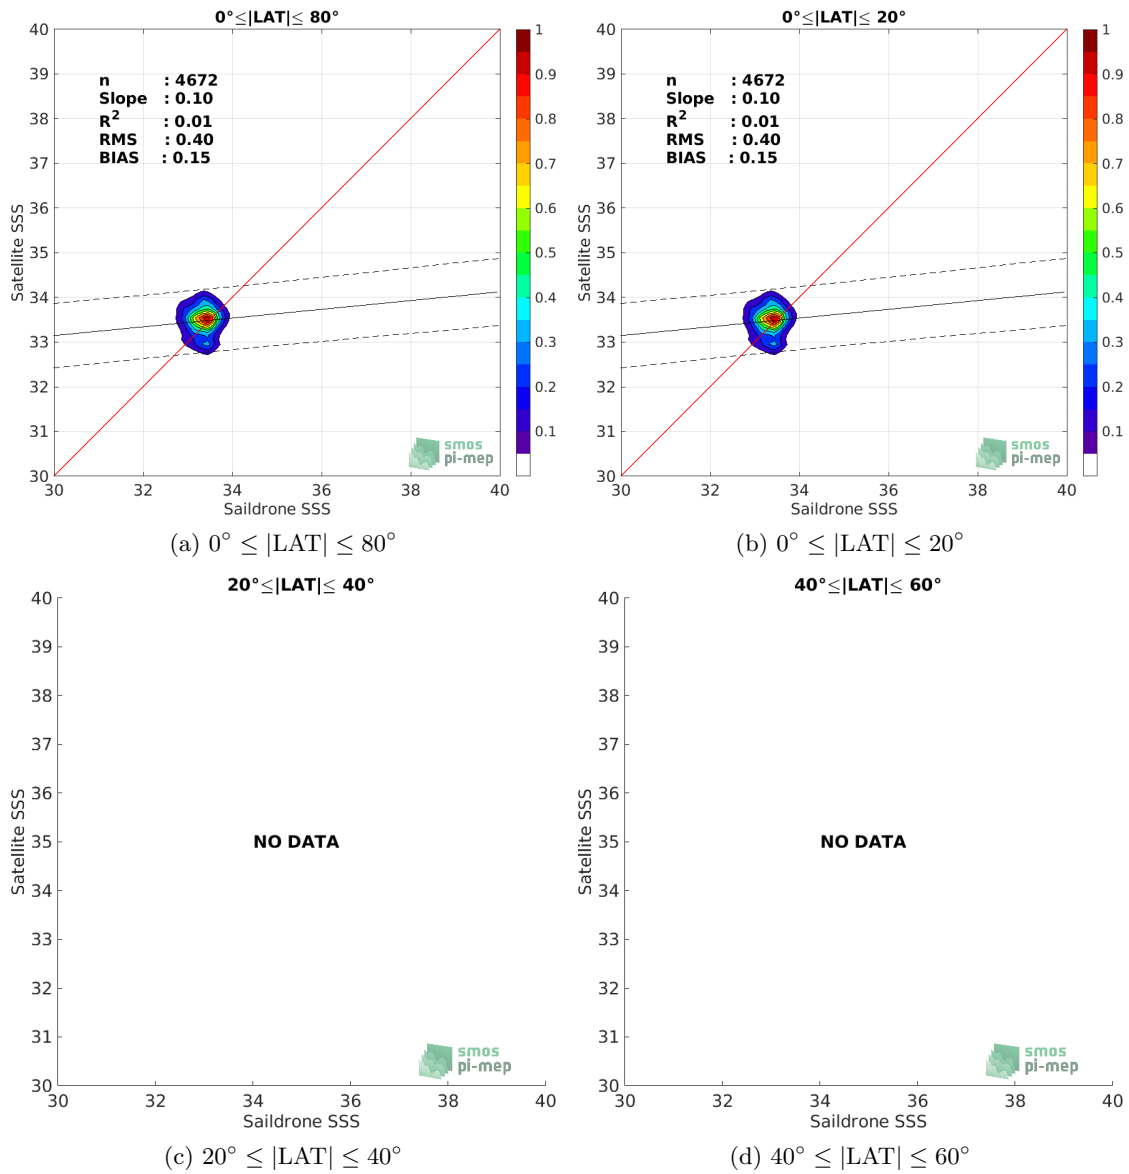 0°≤|LAT|≤ 80°
40
39
38
37
36
35
34
33
32
31
30
Satellite SSS
n : 4672
Slope : 0.10
R² : 0.01
RMS : 0.40
BIAS : 0.15
smos
pi-mep
30 32 34 36 38 40
Saildrone SSS
1
0.9
0.8
0.7
0.6
0.5
0.4
0.3
0.2
0.1
(a) 0° ≤ |LAT| ≤ 80°
0°≤|LAT|≤ 20°
40
39
38
37
36
35
34
33
32
31
30
Satellite SSS
n : 4672
Slope : 0.10
R² : 0.01
RMS : 0.40
BIAS : 0.15
smos
pi-mep
30 32 34 36 38 40
Saildrone SSS
1
0.9
0.8
0.7
0.6
0.5
0.4
0.3
0.2
0.1
(b) 0° ≤ |LAT| ≤ 20°
20°≤|LAT|≤ 40°
40
39
38
37
36
35
34
33
32
31
30
Satellite SSS
NO DATA
smos
pi-mep
30 32 34 36 38 40
Saildrone SSS
(c) 20° ≤ |LAT| ≤ 40°
40°≤|LAT|≤ 60°
40
39
38
37
36
35
34
33
32
31
30
Satellite SSS
NO DATA
smos
pi-mep
30 32 34 36 38 40
Saildrone SSS
(d) 40° ≤ |LAT| ≤ 60°